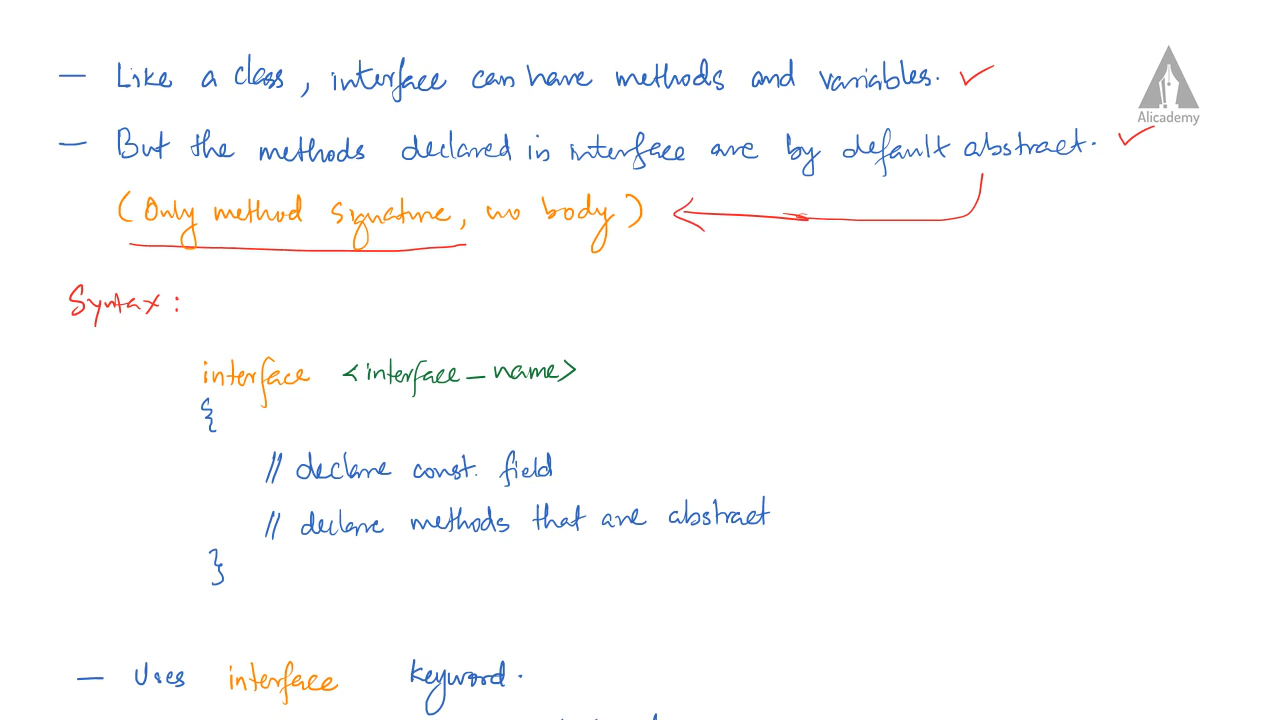 — Like a class, interface can have methods and variables.
Alicademy
— But the methods declared in interface are by default abstract.
(Only method signature, no body)
Syntax:
interface <interface_name>
{
// declare const. field
// declare methods that are abstract
}
— Uses interface keyword.